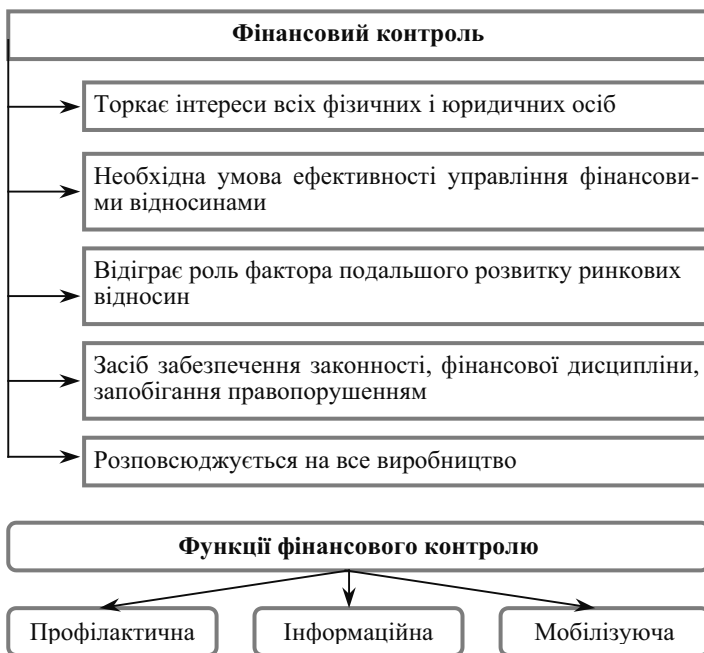 Фінансовий контроль
Торкає інтереси всіх фізичних і юридичних осіб
Необхідна умова ефективності управління фінансови-
ми відносинами
Відіграє роль фактора подальшого розвитку ринкових
відносин
Засіб забезпечення законності, фінансової дисципліни,
запобігання правопорушенням
Розповсюджується на все виробництво
Функції фінансового контролю
Профілактична Інформаційна Мобілізуюча